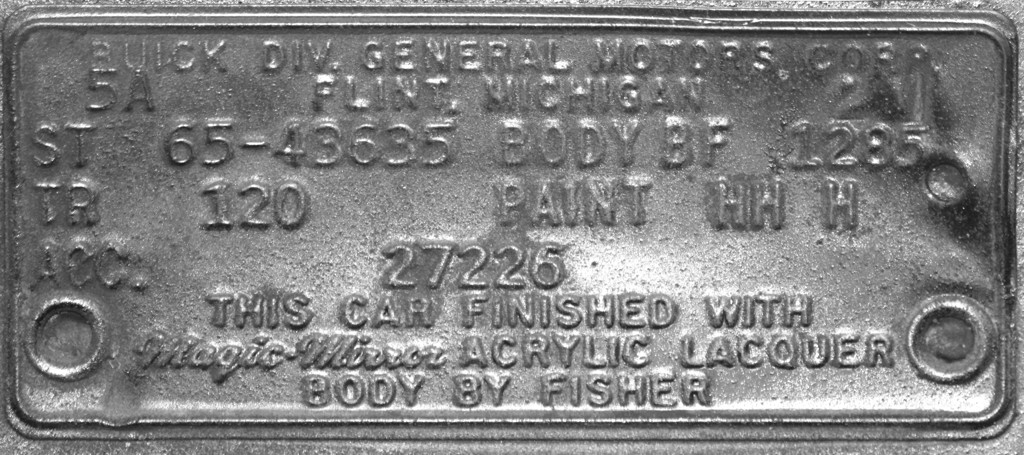 BUICK DIV. GENERAL MOTORS CORP.
5A FLINT, MICHIGAN
ST 65-43635 BODY BF 1285
TR 120 PAINT HH H
ACC. 27226
THIS CAR FINISHED WITH
Magic-Mirror ACRYLIC LACQUER
BODY BY FISHER